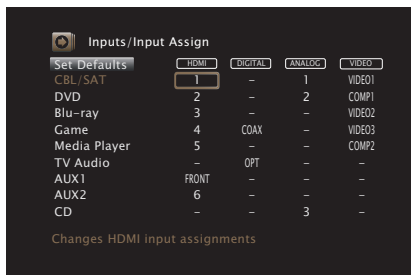 Inputs/Input Assign
Set Defaults HDMI DIGITAL ANALOG VIDEO
CBL/SAT 1 – 1 VIDEO1
DVD 2 – 2 COMP1
Blu-ray 3 – – VIDEO2
Game 4 COAX – VIDEO3
Media Player 5 – – COMP2
TV Audio – OPT – –
AUX1 FRONT – – –
AUX2 6 – – –
CD – – 3 –
Changes HDMI input assignments